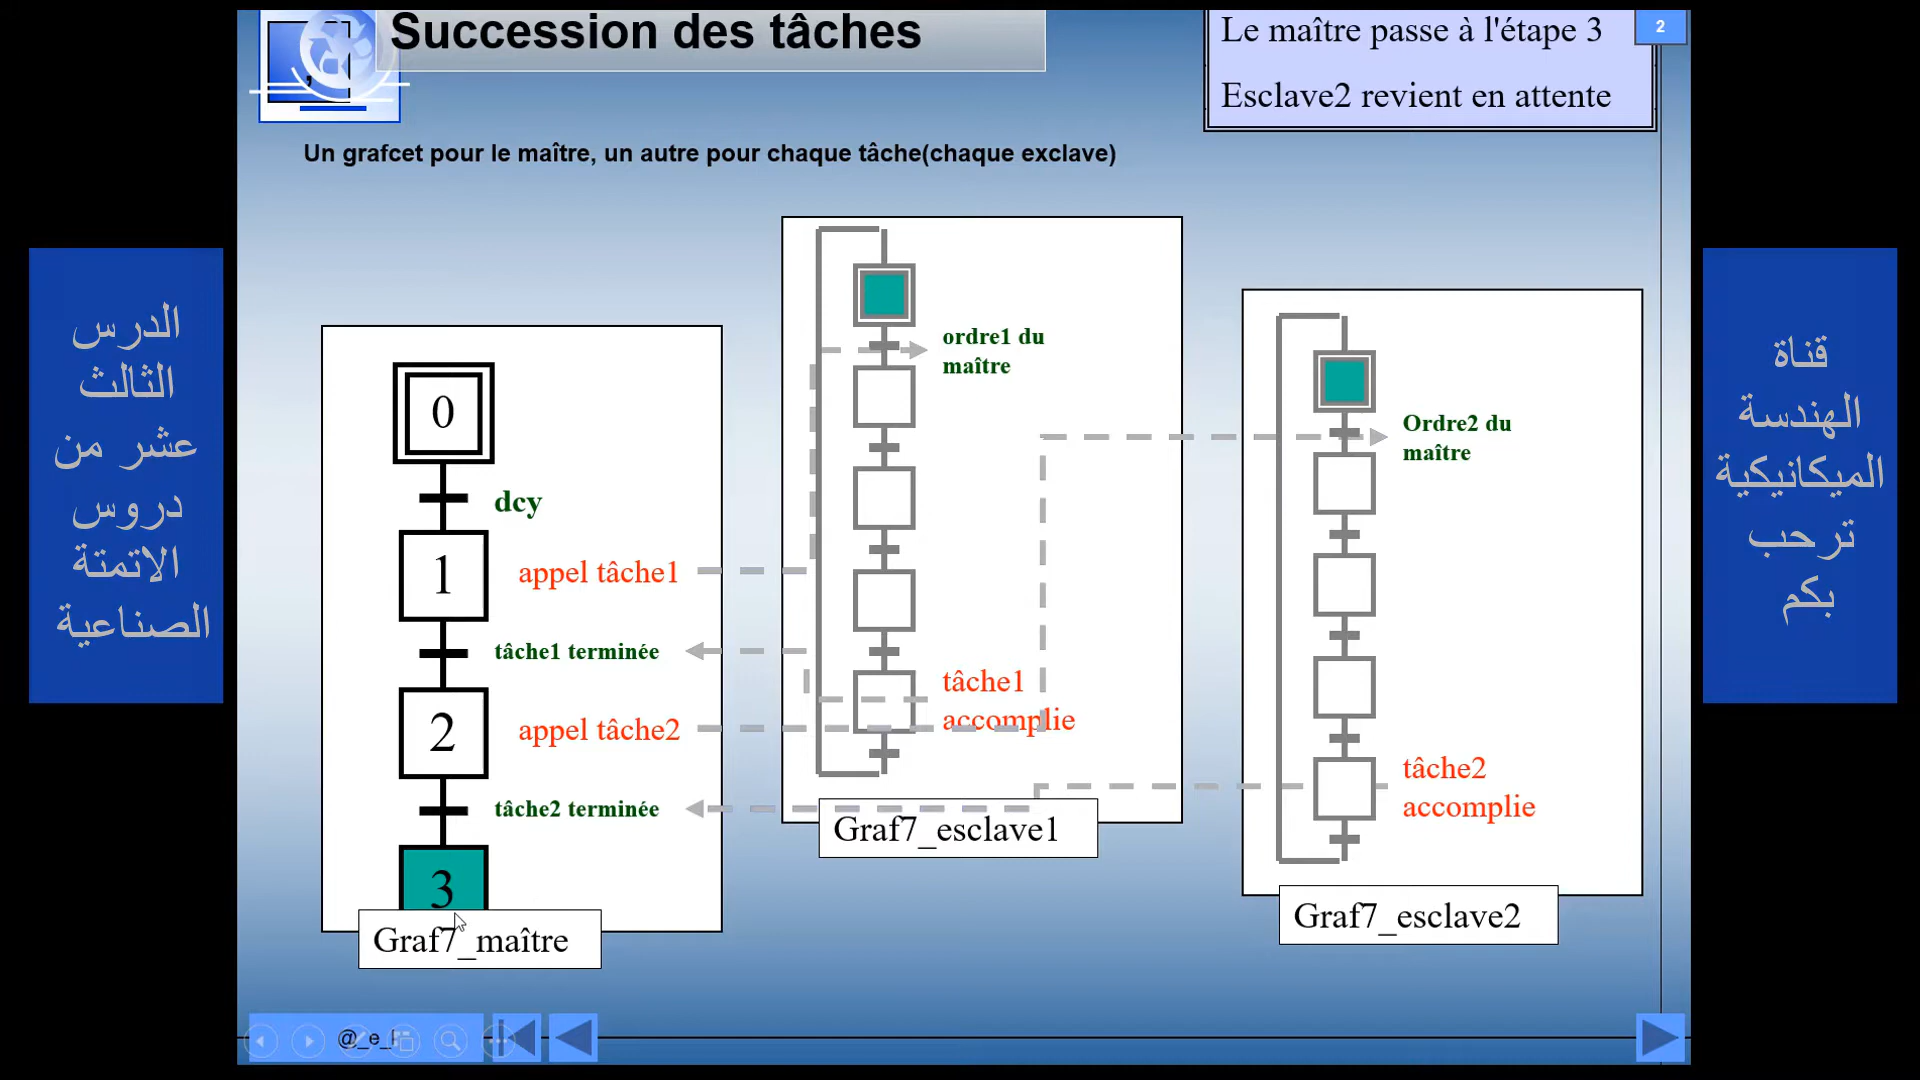 Succession des tâches
Le maître passe à l'étape 3
Esclave2 revient en attente
2
Un grafcet pour le maître, un autre pour chaque tâche(chaque exclave)
الدرس
الثالث
عشر من
دروس
الاتمتة
الصناعية
0
dcy
1
appel tâche1
tâche1 terminée
2
appel tâche2
tâche2 terminée
3
Graf7_maître
ordre1 du
maître
tâche1
accomplie
Graf7_esclave1
Ordre2 du
maître
tâche2
accomplie
Graf7_esclave2
قناة
الهندسة
الميكانيكية
ترحب
بكم